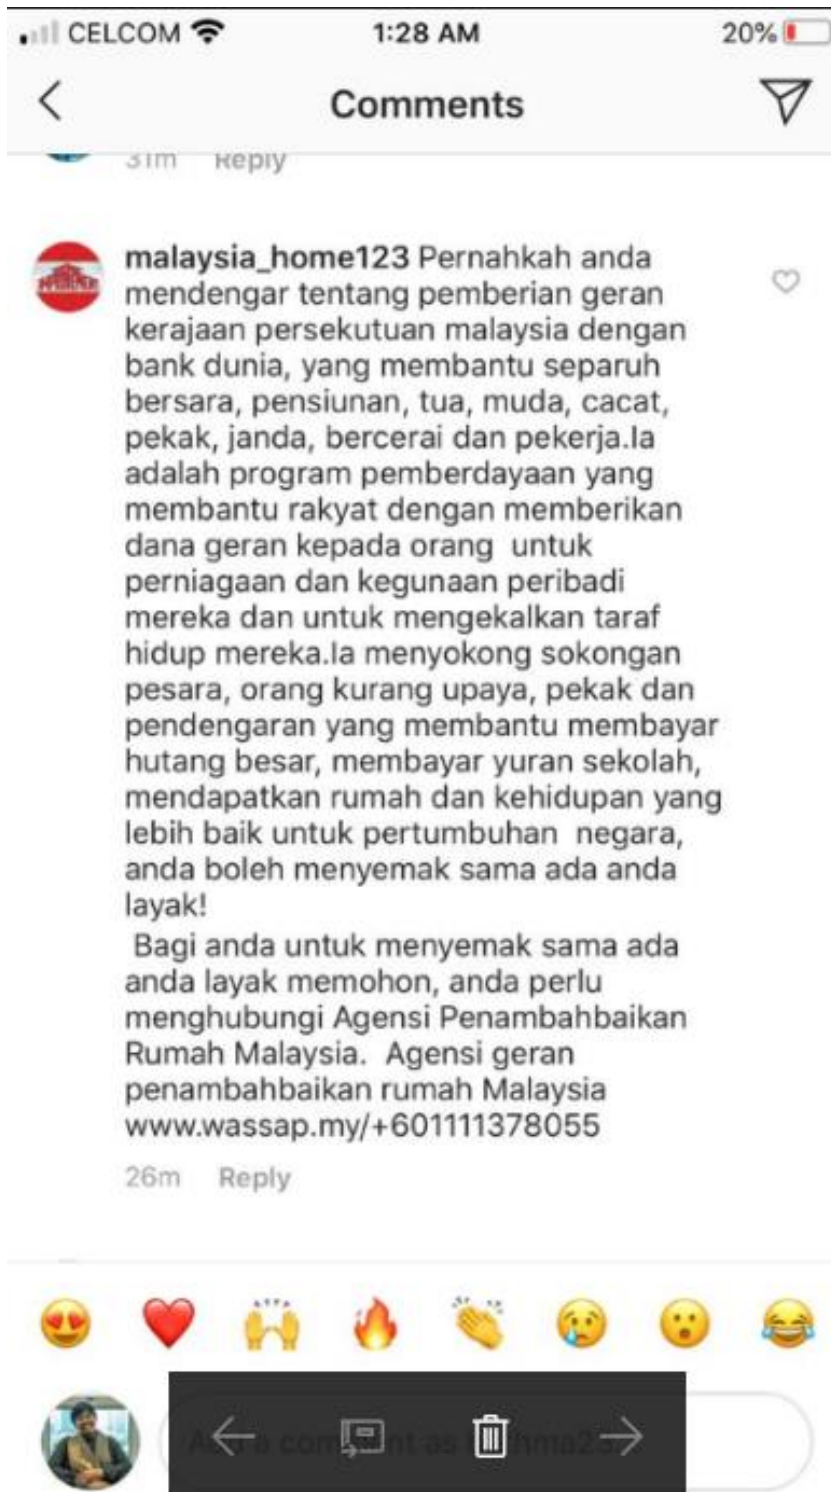 CELCOM 1:28 AM 20%
Comments
31m Reply
malaysia_home123 Pernahkah anda
mendengar tentang pemberian geran
kerajaan persekutuan malaysia dengan
bank dunia, yang membantu separuh
bersara, pensiunan, tua, muda, cacat,
pekak, janda, bercerai dan pekerja.Ia
adalah program pemberdayaan yang
membantu rakyat dengan memberikan
dana geran kepada orang  untuk
perniagaan dan kegunaan peribadi
mereka dan untuk mengekalkan taraf
hidup mereka.Ia menyokong sokongan
pesara, orang kurang upaya, pekak dan
pendengaran yang membantu membayar
hutang besar, membayar yuran sekolah,
mendapatkan rumah dan kehidupan yang
lebih baik untuk pertumbuhan  negara,
anda boleh menyemak sama ada anda
layak!
Bagi anda untuk menyemak sama ada
anda layak memohon, anda perlu
menghubungi Agensi Penambahbaikan
Rumah Malaysia.  Agensi geran
penambahbaikan rumah Malaysia
www.wassap.my/+601111378055
26m Reply
a comment as